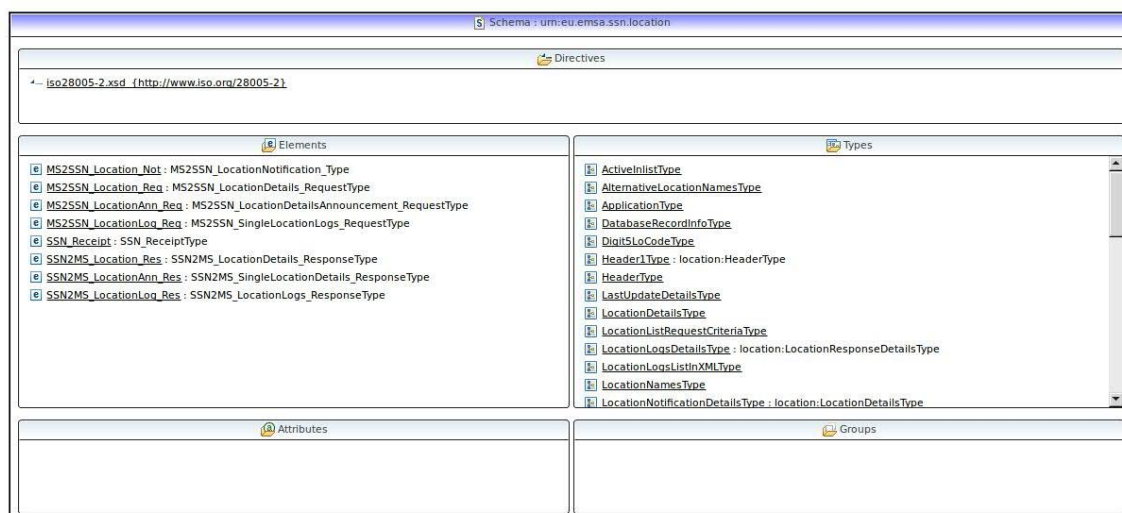 Schema : urn:eu.emsa.ssn.location
Directives
iso28005-2.xsd {http://www.iso.org/28005-2}
Elements
MS2SSN_Location_Not : MS2SSN_LocationNotification_Type
MS2SSN_Location_Req : MS2SSN_LocationDetails_RequestType
MS2SSN_LocationAnn_Req : MS2SSN_LocationDetailsAnnouncement_RequestType
MS2SSN_LocationLog_Req : MS2SSN_SingleLocationLogs_RequestType
SSN_Receipt : SSN_ReceiptType
SSN2MS_Location_Res : SSN2MS_LocationDetails_ResponseType
SSN2MS_LocationAnn_Res : SSN2MS_SingleLocationDetails_ResponseType
SSN2MS_LocationLog_Res : SSN2MS_LocationLogs_ResponseType
Types
ActiveInlistType
AlternativeLocationNamesType
ApplicationType
DatabaseRecordInfoType
Digit5LoCodeType
Header1Type : location:HeaderType
HeaderType
LastUpdateDetailsType
LocationDetailsType
LocationListRequestCriteriaType
LocationLogsDetailsType : location:LocationResponseDetailsType
LocationLogsListInXMLType
LocationNamesType
LocationNotificationDetailsType : location:LocationDetailsType
Attributes
Groups